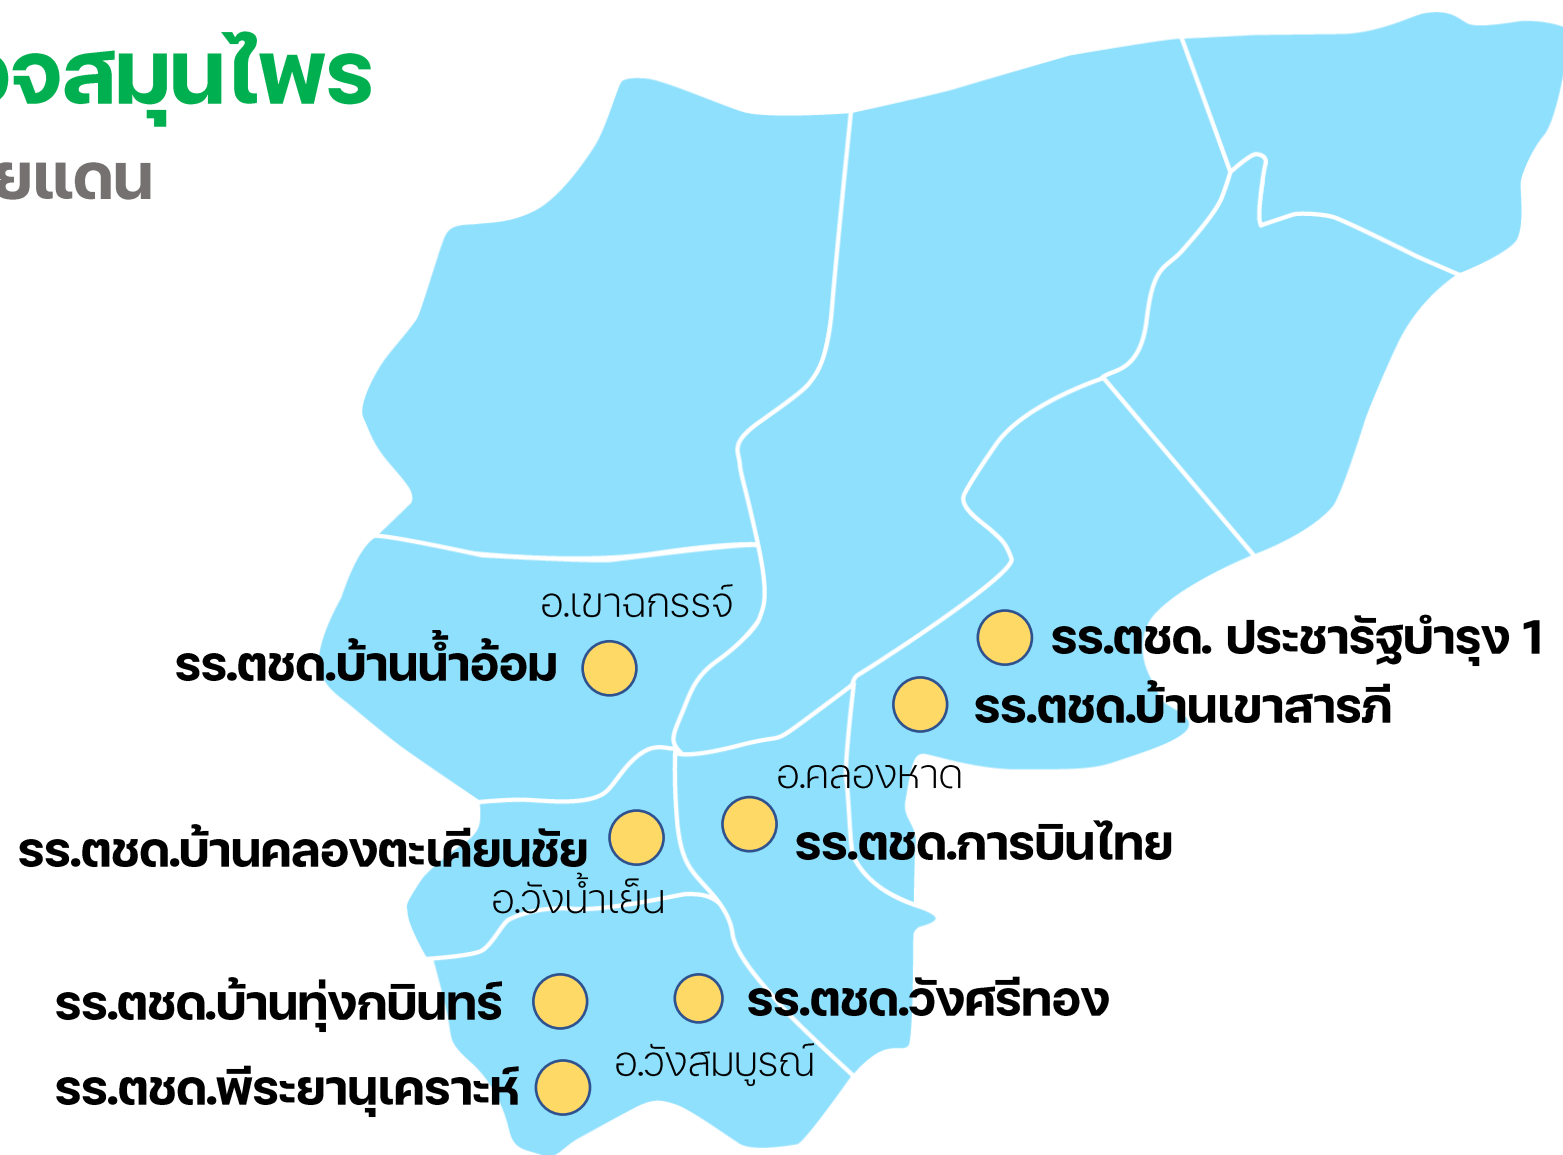 จสมุนไพร
ยแดน
อ.เขาฉกรรจ์
รร.ตชด.บ้านน้ำอ้อม
รร.ตชด. ประชารัฐบำรุง 1
รร.ตชด.บ้านเขาสารภี
อ.คลองหาด
รร.ตชด.การบินไทย
รร.ตชด.บ้านคลองตะเคียนชัย
อ.วังน้ำเย็น
รร.ตชด.บ้านทุ่งกบินทร์
รร.ตชด.วังศรีทอง
อ.วังสมบูรณ์
รร.ตชด.พีระยานุเคราะห์